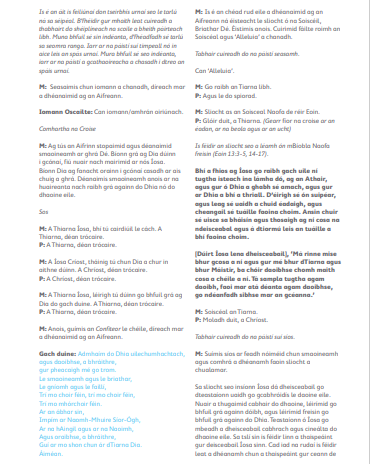 Is é an áit is feiliúna don tseirbhís urnaí seo le tarlú
ná sa séipéal. B'fheidir gur mhaith leat cuireadh a
thabhairt do dhéiplineach na scoile a bheith páirteach
libh. Mura bhfuil sé sin indéanta, d'fhéadfadh se tarlú
sa seomra ranga. Iarr ar na páistí suí timpeall nó in
aice leis an spas urnaí. Mura bhfuil se seo indeanta,
iarr ar na páistí a gcathaoireacha a chasadh i dtreo an
spás urnaí.
M: Seasaimis chun iomann a chanadh, díreach mar
a dhéanaimid ag an Aifreann.
Iomann Oscailte: Can iomann/amhrán oiriúnach.
Comhartha na Croise
M: Ag tús an Aifrinn stopaimid agus déanaimid
smaoineamh ar ghrá Dé. Bíonn grá ag Dia dúinn
i gcónaí, fiú nuair nach mbímid ar nós Íosa.
Bíonn Dia ag fanacht orainn i gcónaí casadh ar ais
chuig a ghrá. Déanaimis smaoineamh anois ar na
huaireanta nach raibh grá againn do Dhia nó do
dhaoine eile.
Sos
M: A Thiarna Íosa, bhí tú cairdiúil le cách. A
Thiarna, déan trócaire.
P: A Thiarna, déan trócaire.
M: A Íosa Críost, tháinig tú chun Dia a chur in
aithne dúinn. A Chríost, déan trócaire.
P: A Chríost, déan trócaire.
M: A Thiarna Íosa, léirigh tú dúinn go bhfuil grá ag
Dia do gach duine. A Thiarna, déan trócaire.
P: A Thiarna, déan trócaire.
M: Anois, guímis an Confiteor le chéile, díreach mar
a dhéanaimid ag an Aifreann.
Gach duine: Admhaím do Dhia uilechumhachtach,
agus daoibhse, a bhráithre,
gur pheacaigh mé go trom.
Le smaoineamh agus le briathar,
Le gníomh agus le faillí,
Trí mo choir féin, trí mo choir féin,
Trí mo mhórchoir féin.
Ar an ábhar sin,
Impím ar Naomh-Mhuire Síor-Ógh,
Ar na hAingil agus ar na Naoimh,
Agus oraibhse, a bhráithre,
Guí ar mo shon chun ár dTiarna Dia.
Áiméan.
M: Is é an chéad rud eile a dhéanaimid ag an
Aifreann ná éisteacht le sliocht ó na Soiscéil,
Briathar Dé. Éistimis anois. Cuirimid fáilte roimh an
Soiscéal agus 'Alleluia' a chanadh.
Tabhair cuireadh do na páistí seasamh.
Can 'Alleluia'.
M: Go raibh an Tiarna libh.
P: Agus le do spiorad.
M: Sliocht as an Soiscéal Naofa de réir Eoin.
P: Glóir duit, a Thiarna. (Gearr fíor na croise ar an
éadan, ar na beola agus ar an ucht)
Is féidir an sliocht seo a léamh ón mBíobla Naofa
freisin (Eoin 13:3-5, 14-17).
Bhí a fhios ag Íosa go raibh gach uile ní
tugtha isteach ina lámha dó, ag an Athair,
agus gur ó Dhia a ghabh sé amach, agus gur
ar Dhia a bhí a thriall. D'éirigh sé ón suipéar,
agus leag sé uaidh a chuid éadaigh, agus
cheangail sé tuáille faoina choim. Ansin chuir
sé uisce sa bháisín agus thosaigh ag ní cosa na
ndeisceabal agus á dtiormú leis an tuáille a
bhí faoina choim.
[Dúirt Íosa lena dheisceabail], 'Má rinne mise
bhur gcosa a ní agus gur mé bhur dTiarna agus
bhur Máistir, ba chóir daoibhse chomh maith
cosa a chéile a ní. Tá sampla tugtha agam
daoibh, faoi mar atá déanta agam daoibhse,
go ndéanfadh sibhse mar an gcéanna.'
M: Soiscéal an Tiarna.
P: Moladh duit, a Chríost.
Tabhair cuireadh do na páistí suí síos.
M: Suímis síos ar feadh nóiméid chun smaoineamh
agus comhrá a dhéanamh faoin sliocht a
chualamar.
Sa sliocht seo insíonn Íosa dá dheisceabail go
dteastaíonn uaidh go gcabhróidís le daoine eile.
Nuair a thugaimid cabhair do dhaoine, léirímid go
bhfuil grá againn dóibh, agus léirímid freisin go
bhfuil grá againn do Dhia. Teastaíonn ó Íosa go
mbeadh a dheisceabail cabhrach agus cineálta do
dhaoine eile. Sa tslí sin is féidir linn a thaispeáint
gur deisceabail Íosa sinn. Cad iad na rudaí is féidir
leat a dhéanamh chun a thaispeáint gur ceann de